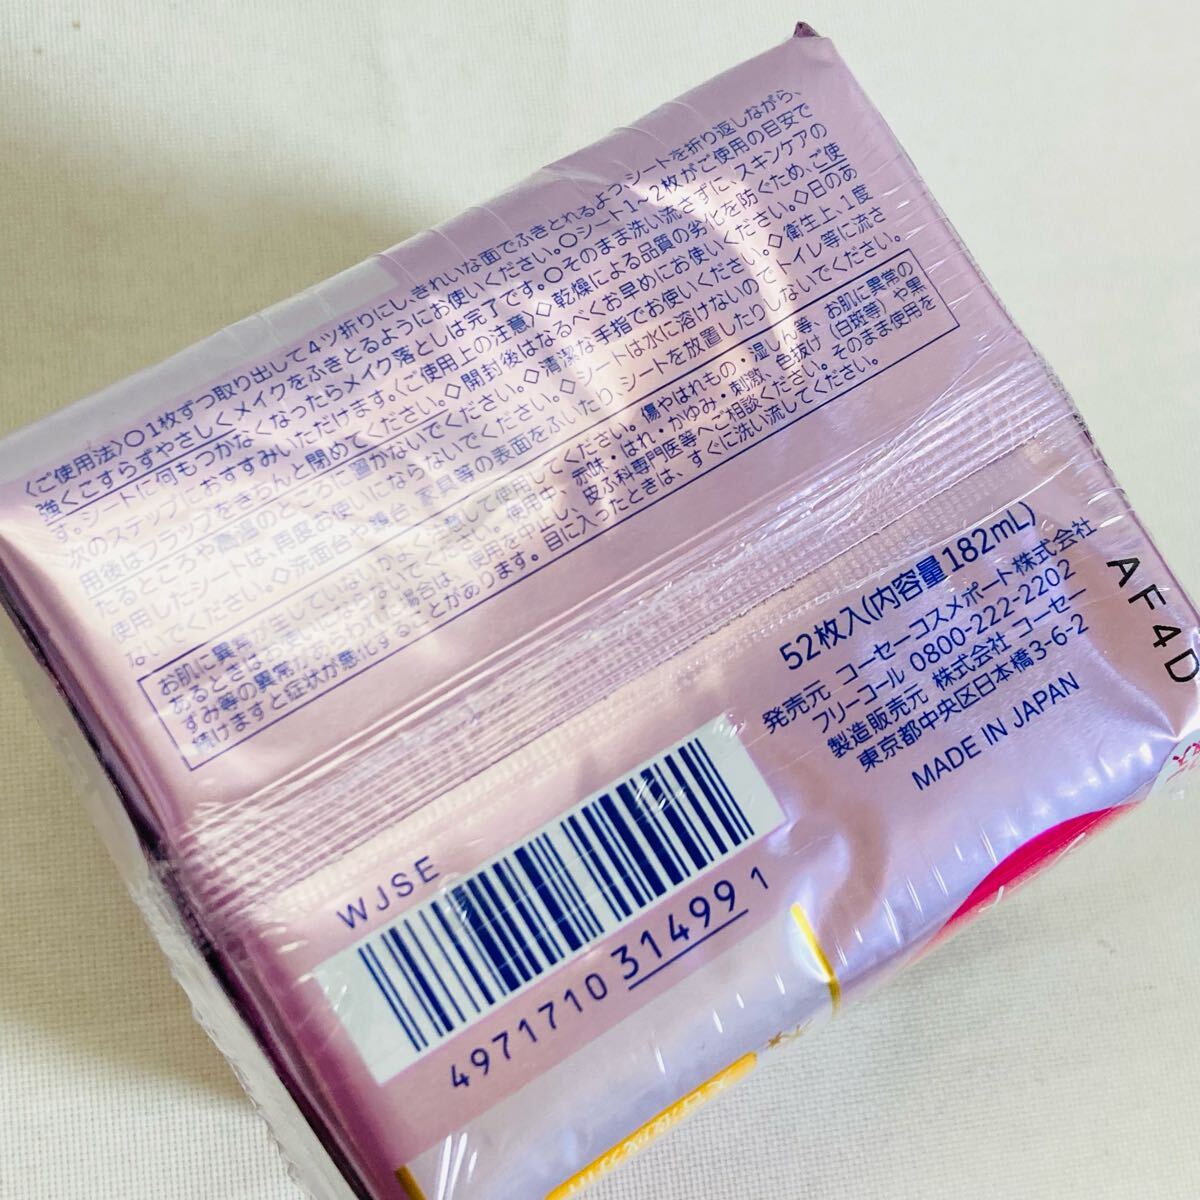 〈ご使用法〉○1枚ずつ取り出して4ツ折りにし、きれいな面でふきとれるようシートを折り返しながら、
強くこすらずやさしくメイクをふきとるようにお使いください。○シート1〜2枚がご使用の目安で
す。シートに何もつかなくなったらメイク落としは完了です。○そのまま洗い流さずに、スキンケアの
次のステップにおすすみいただけます。〈ご使用上の注意〉◇乾燥による品質の劣化を防ぐため、ご使
用後はフラップをきちんと閉めてください。◇開封後はなるべくお早めにお使いください。◇日のあ
たるところや高温のところに置かないでください。◇清潔な手指でお使いください。◇衛生上、1度
使用したシートは、再度お使いにならないでください。◇シートは水に溶けないのでトイレ等に流さ
ないでください。◇洗面台や鏡台、家具等の表面をふいたり、シートを放置したりしないでください。
お肌に異常が生じていないかよく注意して使用してください。傷やはれもの・湿しん等、お肌に異常の
あるときはお使いにならないでください。使用中、赤味・はれ・かゆみ・刺激、色抜け(白斑等)や黒
ずみ等の異常があらわれた場合は、使用を中止し、皮ふ科専門医等へご相談ください。そのまま使用を
続けますと症状が悪化することがあります。目に入ったときは、すぐに洗い流してください。
52枚入(内容量182mL)
発売元 コーセーコスメポート株式会社
フリーコール 0800-222-2202
製造販売元 株式会社 コーセー
東京都中央区日本橋3-6-2
MADE IN JAPAN
AF4D
WJSE
4971710314991